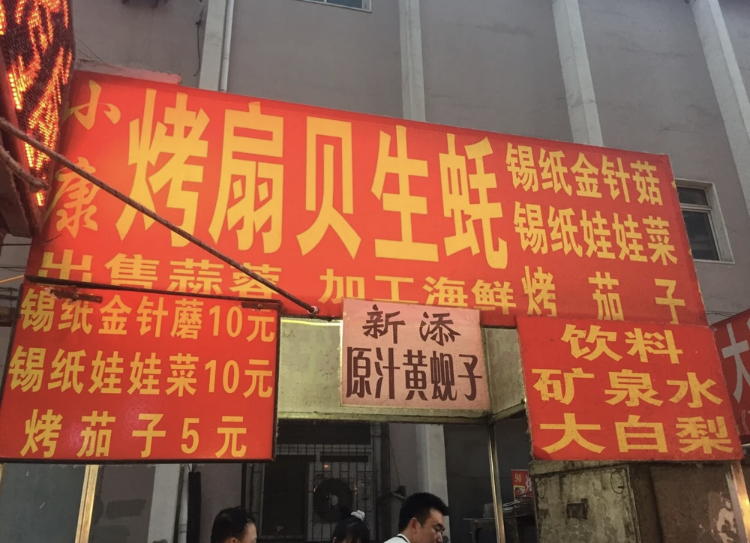 小康
烤扇贝生蚝
锡纸金针菇
锡纸娃娃菜
烤茄子
出售蒜蓉 加工海鲜
锡纸金针蘑10元
锡纸娃娃菜10元
烤茄子5元
新添
原汁黄蚬子
饮料
矿泉水
大白梨
大